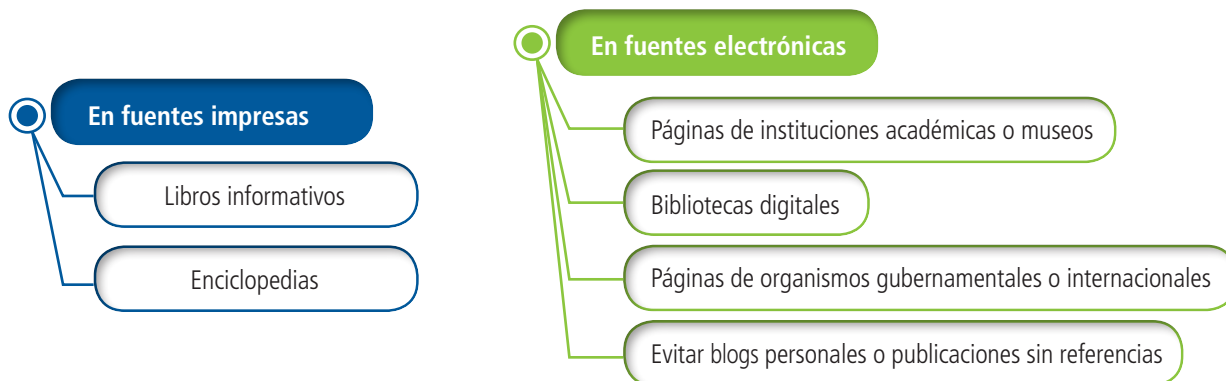 En fuentes impresas
Libros informativos
Enciclopedias
En fuentes electrónicas
Páginas de instituciones académicas o museos
Bibliotecas digitales
Páginas de organismos gubernamentales o internacionales
Evitar blogs personales o publicaciones sin referencias